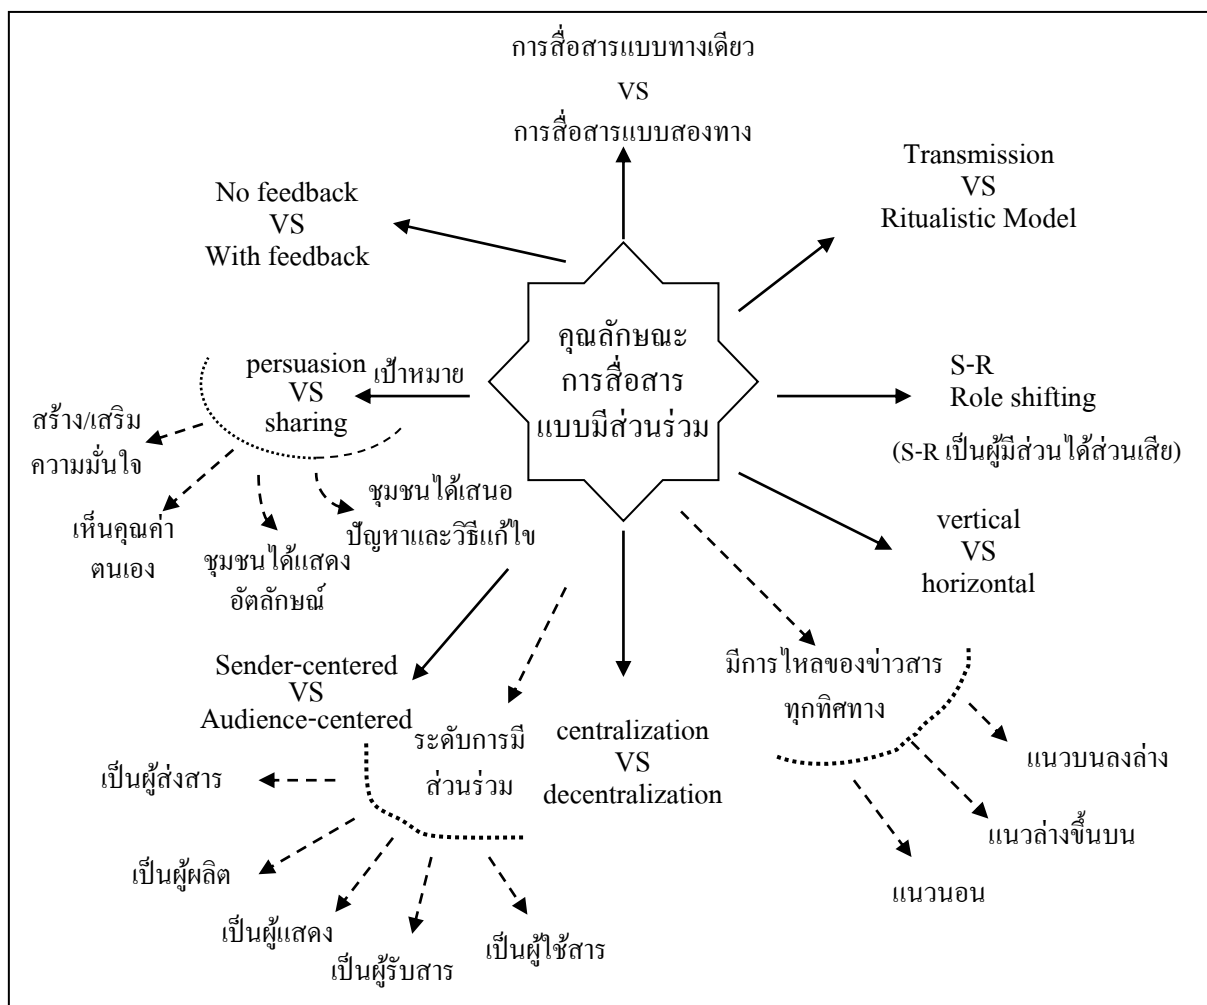 การสื่อสารแบบทางเดียว
VS
การสื่อสารแบบสองทาง
Transmission
VS
Ritualistic Model
No feedback
VS
With feedback
คุณลักษณะ
การสื่อสาร
แบบมีส่วนร่วม
เป้าหมาย
persuasion
VS
sharing
S-R
Role shifting
(S-R เป็นผู้มีส่วนได้ส่วนเสีย)
สร้าง/เสริม
ความมั่นใจ
เห็นคุณค่า
ตนเอง
ชุมชนได้แสดง
อัตลักษณ์
ชุมชนได้เสนอ
ปัญหาและวิธีแก้ไข
vertical
VS
horizontal
Sender-centered
VS
Audience-centered
ระดับการมี
ส่วนร่วม
centralization
VS
decentralization
มีการไหลของข่าวสาร
ทุกทิศทาง
แนวบนลงล่าง
แนวล่างขึ้นบน
แนวนอน
เป็นผู้ส่งสาร
เป็นผู้ผลิต
เป็นผู้แสดง
เป็นผู้รับสาร
เป็นผู้ใช้สาร